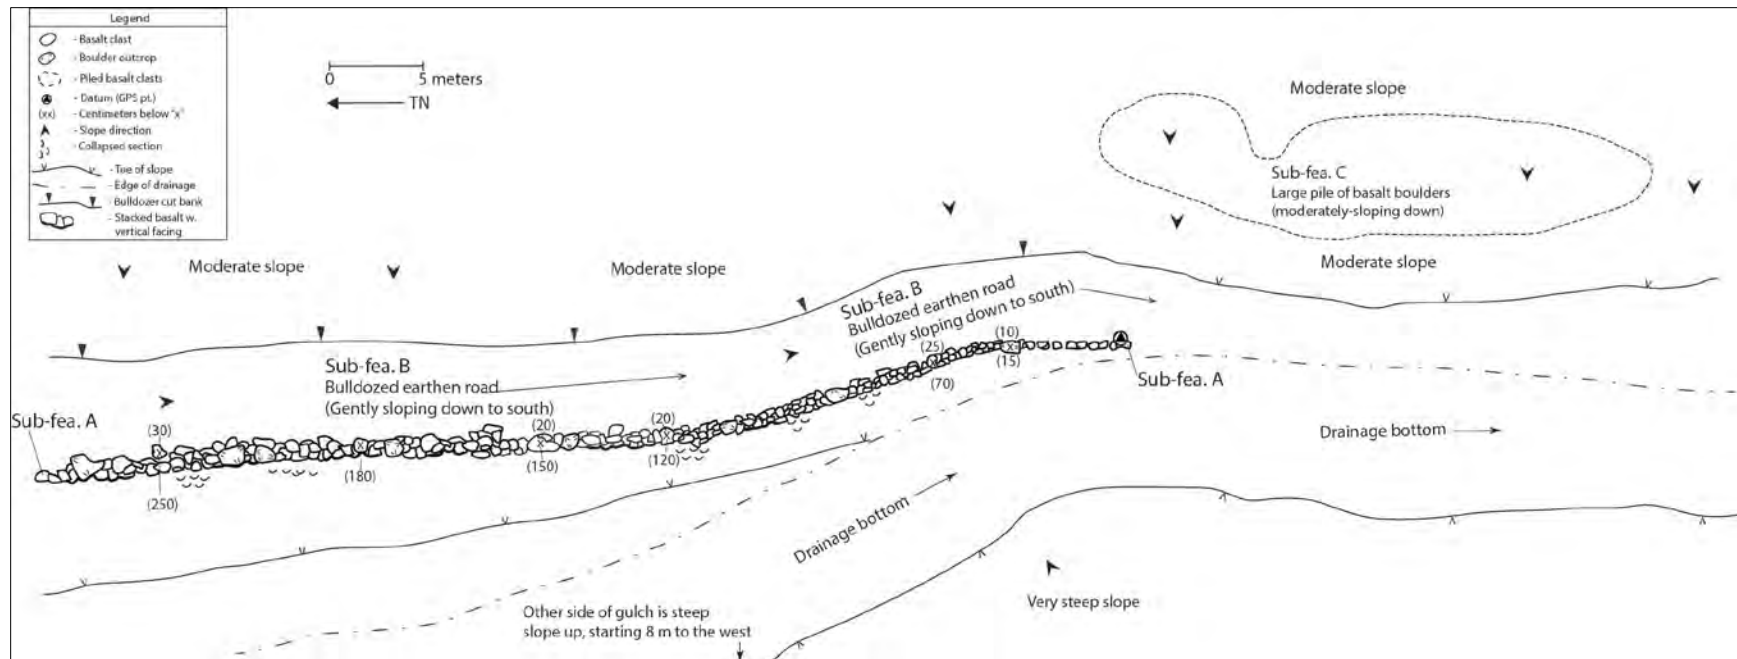 Legend
- Basalt clast
- Boulder outcrop
- Piled basalt clasts
- Datum (GPS pt.)
(xx) - Centimeters below "x"
- Slope direction
- Collapsed section
- Toe of slope
- Edge of drainage
- Bulldozer cut bank
- Stacked basalt w.
vertical facing
0 5 meters
TN
Moderate slope
Sub-fea. C
Large pile of basalt boulders
(moderately-sloping down)
Moderate slope
Moderate slope
Moderate slope
Sub-fea. B
Bulldozed earthen road
(Gently sloping down to south)
Sub-fea. B
Bulldozed earthen road
(Gently sloping down to south)
Sub-fea. A
(30)
(250)
x
(180)
(20)
x
(150)
(20)
x
(120)
(25)
x
(70)
(10)
x
(15)
Sub-fea. A
Drainage bottom
Drainage bottom
Other side of gulch is steep
slope up, starting 8 m to the west
Very steep slope